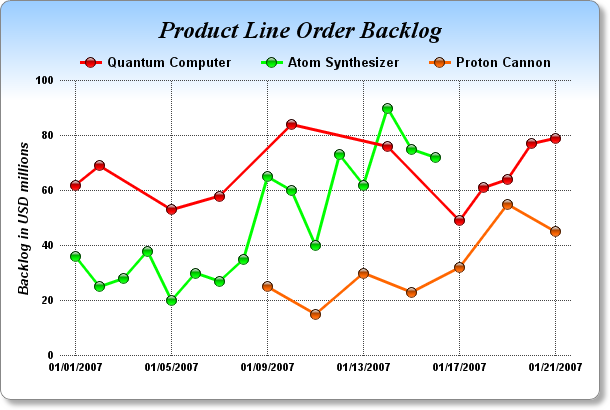 Product Line Order Backlog
Quantum Computer Atom Synthesizer Proton Cannon
Backlog in USD millions
100
80
60
40
20
0
01/01/2007 01/05/2007 01/09/2007 01/13/2007 01/17/2007 01/21/2007